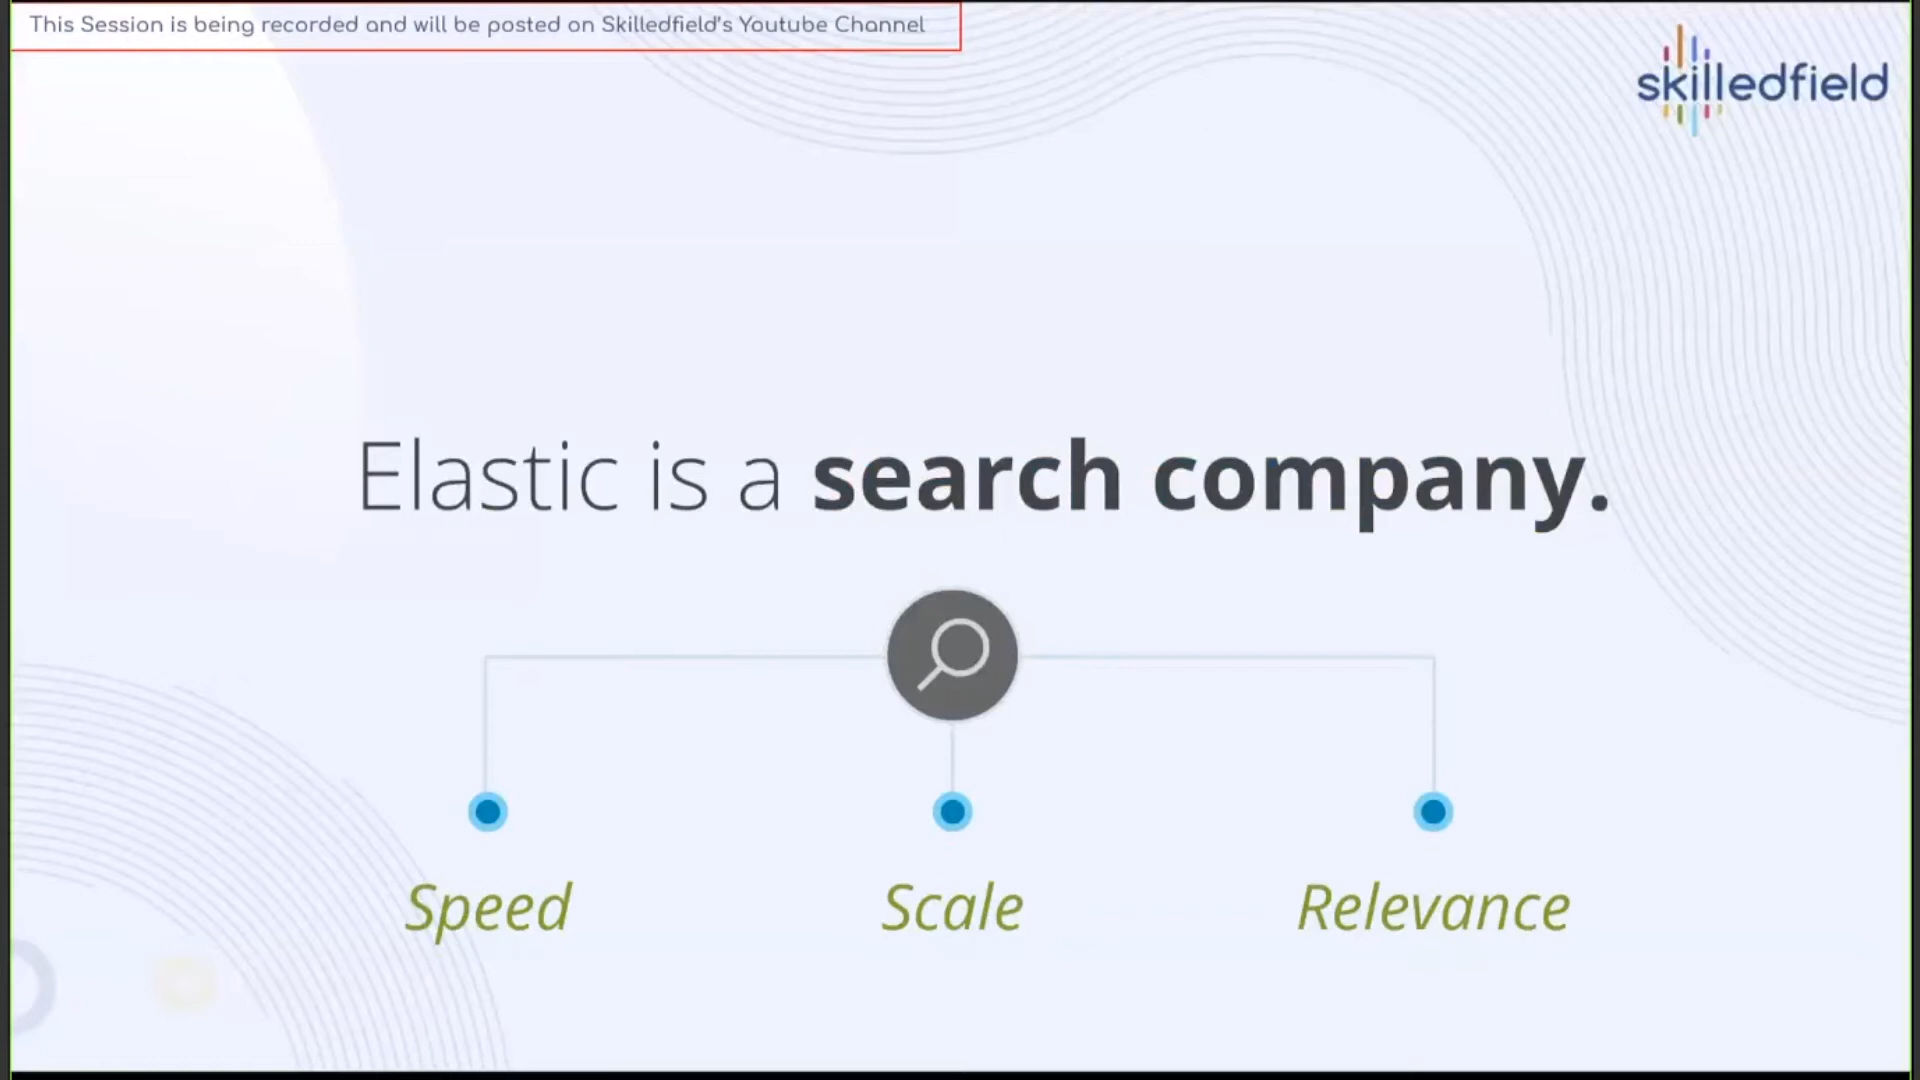 This Session is being recorded and will be posted on Skilledfield's Youtube Channel
skilledfield
Elastic is a search company.
Speed
Scale
Relevance